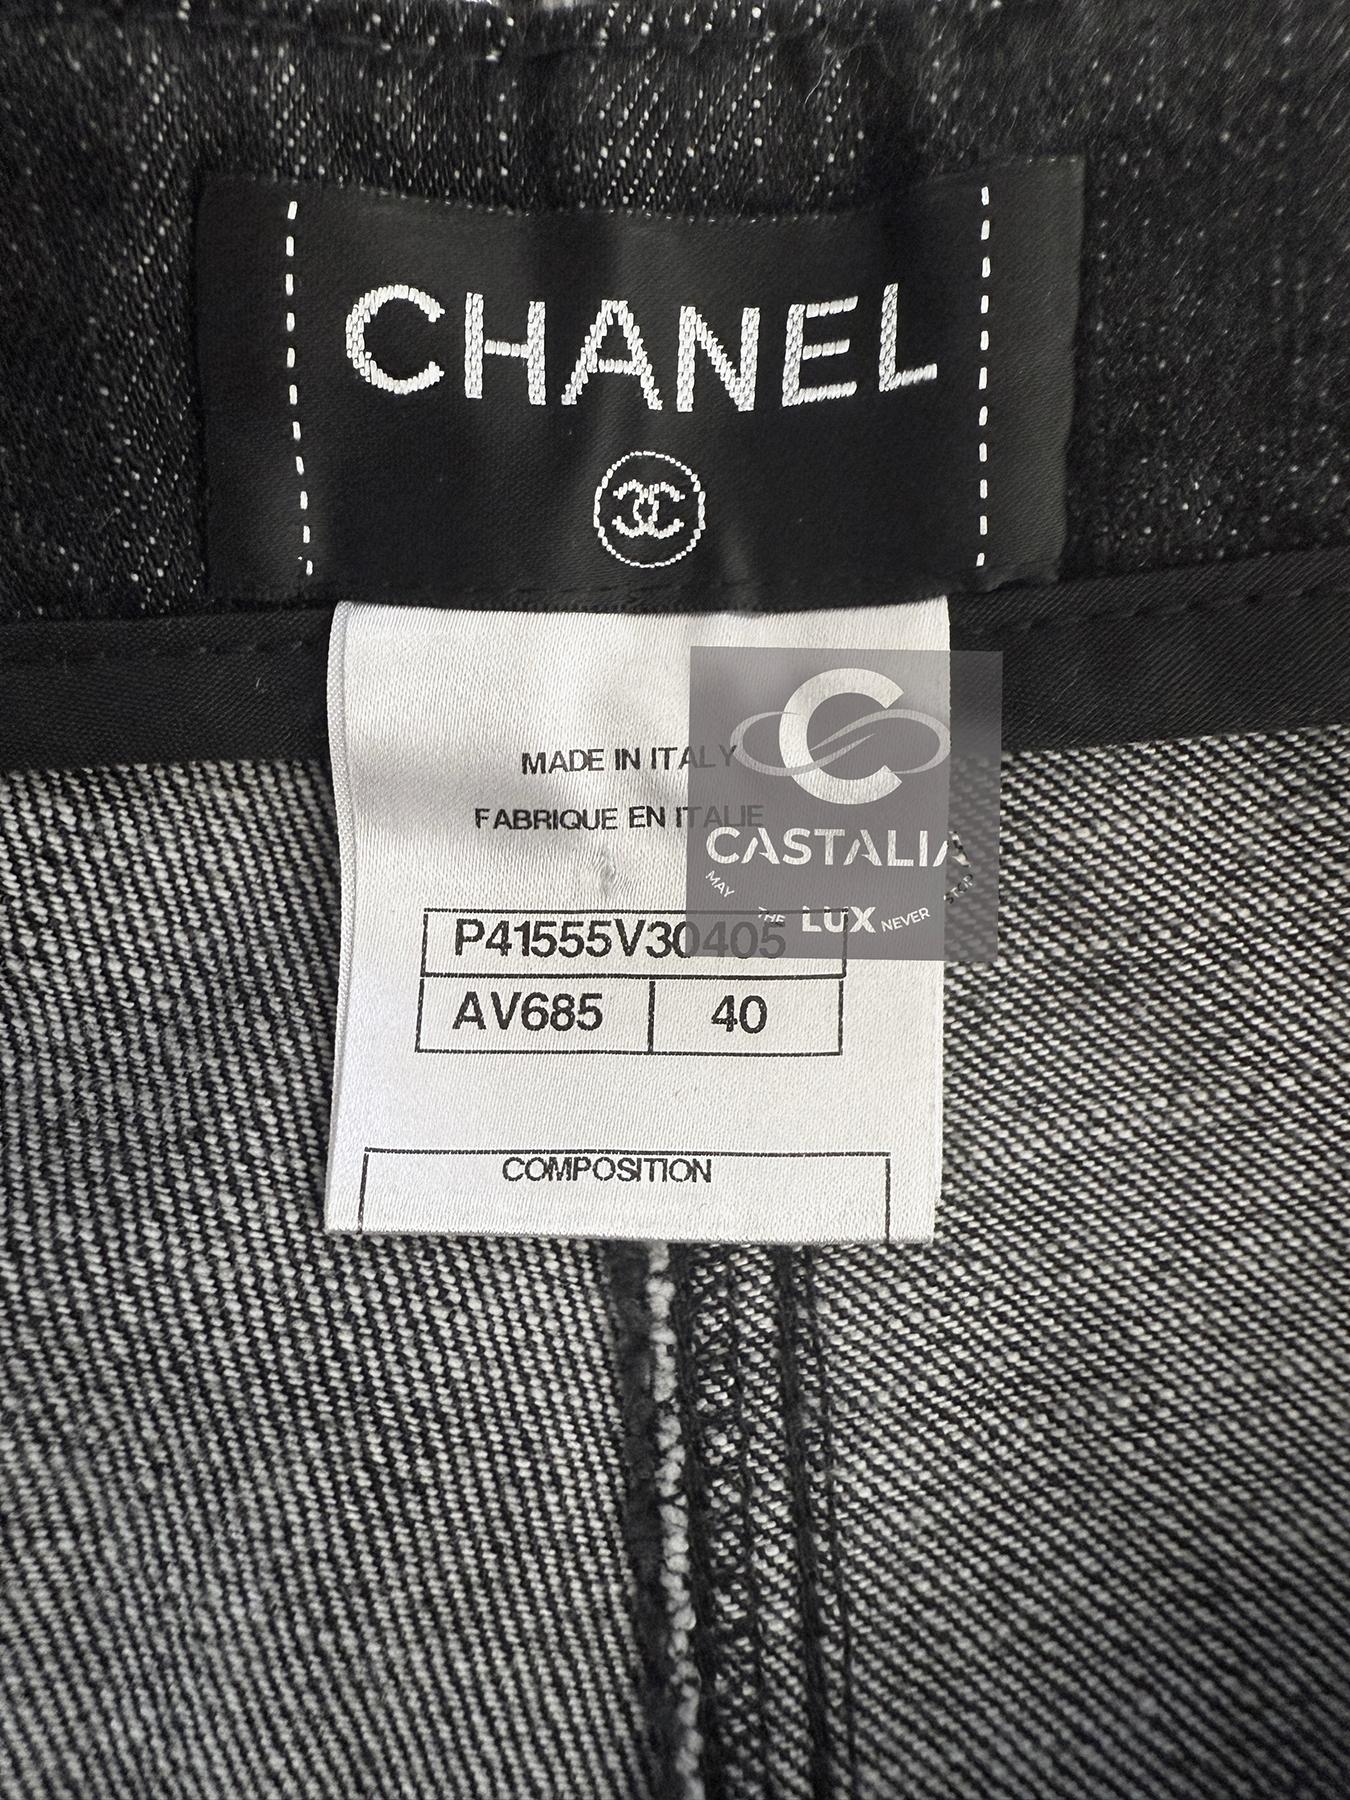 CHANEL
MADE IN ITALY
FABRIQUE EN ITALIE
C
CASTALIA
MAY THE LUX NEVER STOP
P41555V30405
AV685 40
COMPOSITION